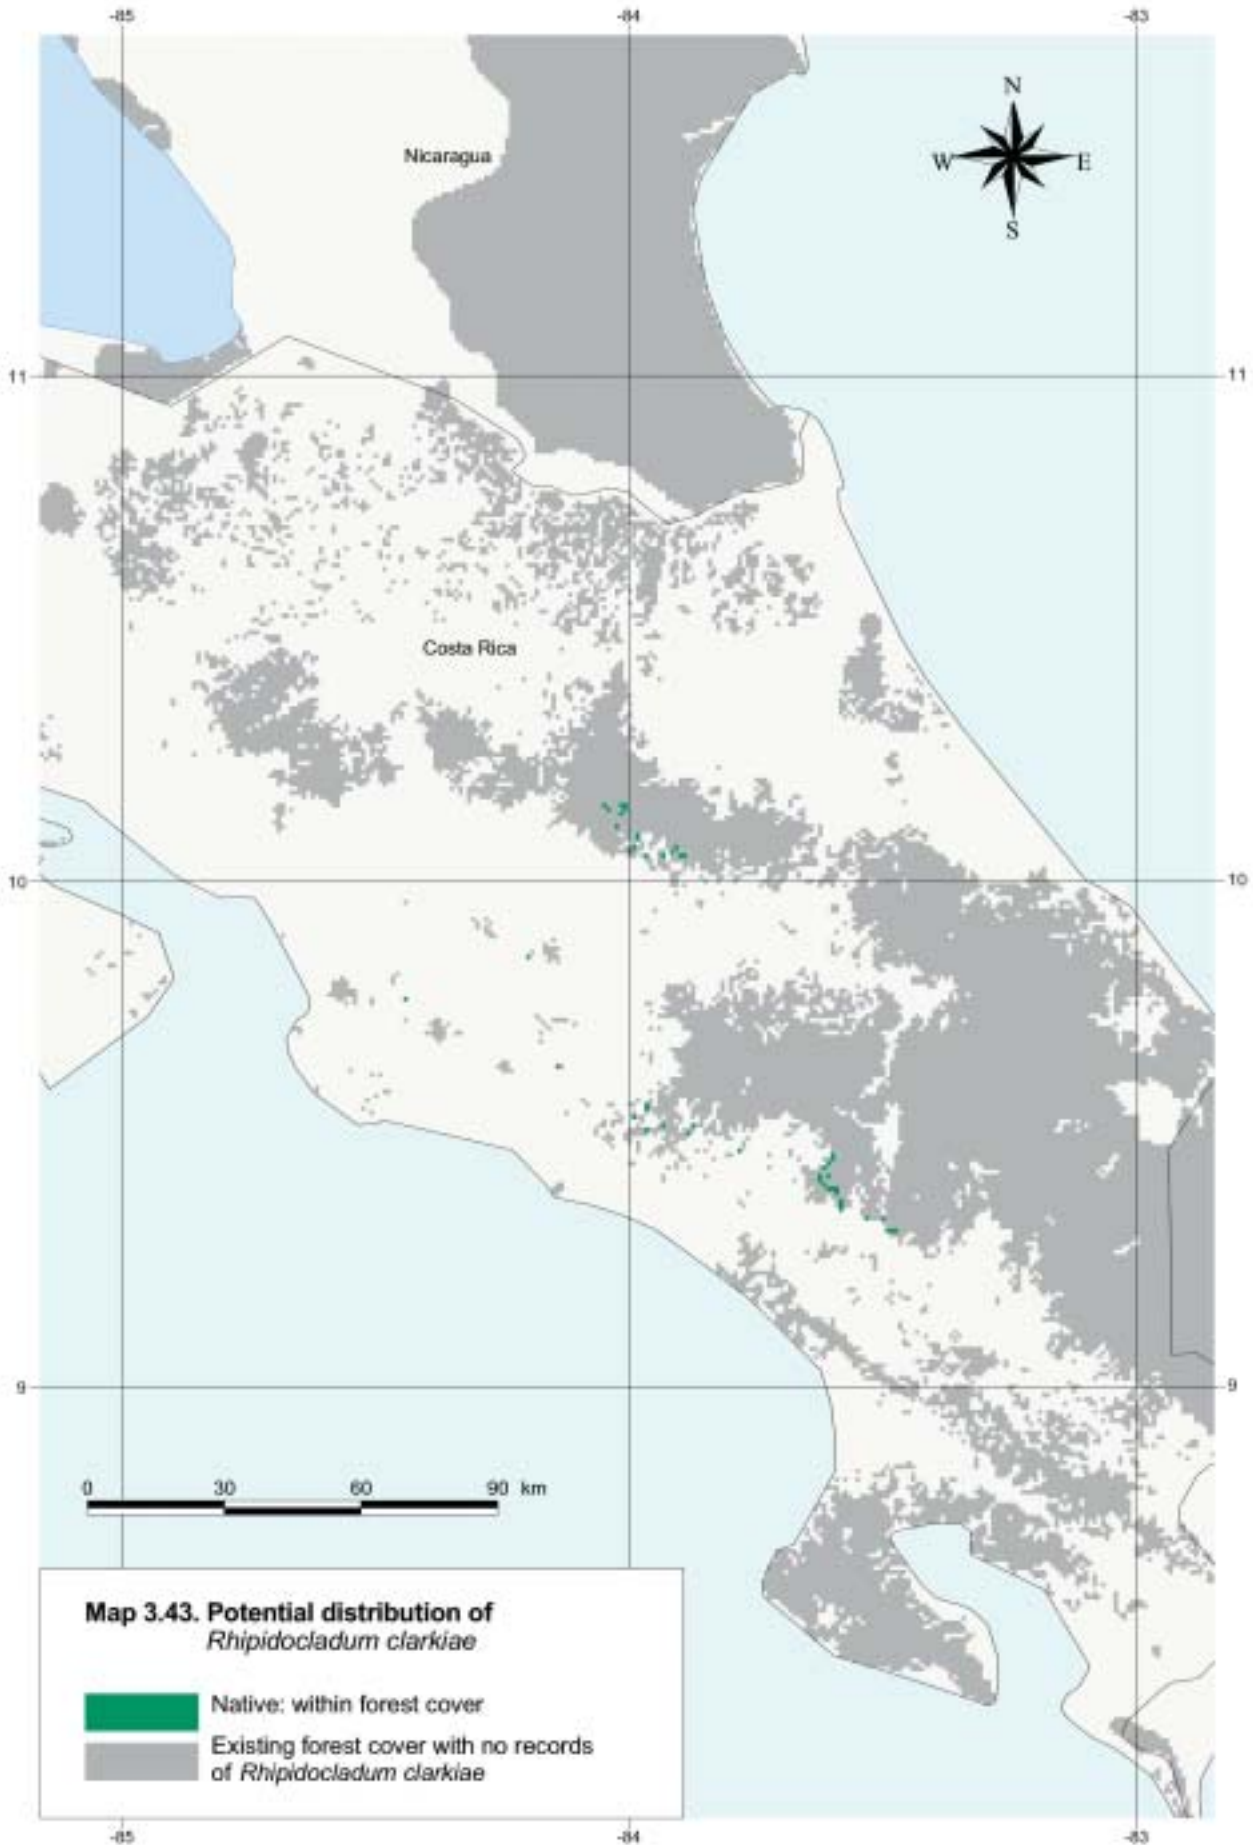 -85 -84 -83
N
W E
S
Nicaragua
11 11
Costa Rica
10 10
9 9
0 30 60 90 km
Map 3.43. Potential distribution of
Rhipidocladum clarkiae
Native: within forest cover
Existing forest cover with no records
of Rhipidocladum clarkiae
-85 -84 -83